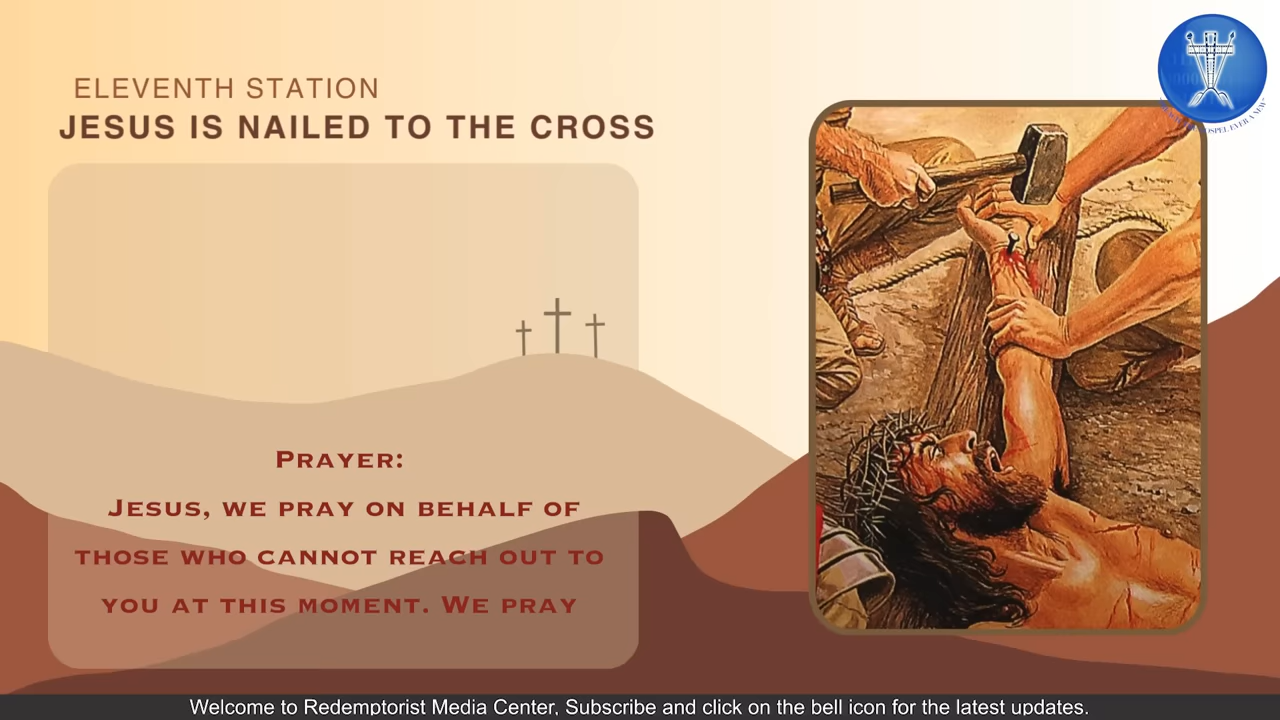 ELEVENTH STATION
JESUS IS NAILED TO THE CROSS
PRAYER:
JESUS, WE PRAY ON BEHALF OF
THOSE WHO CANNOT REACH OUT TO
YOU AT THIS MOMENT. WE PRAY
Welcome to Redemptorist Media Center, Subscribe and click on the bell icon for the latest updates.